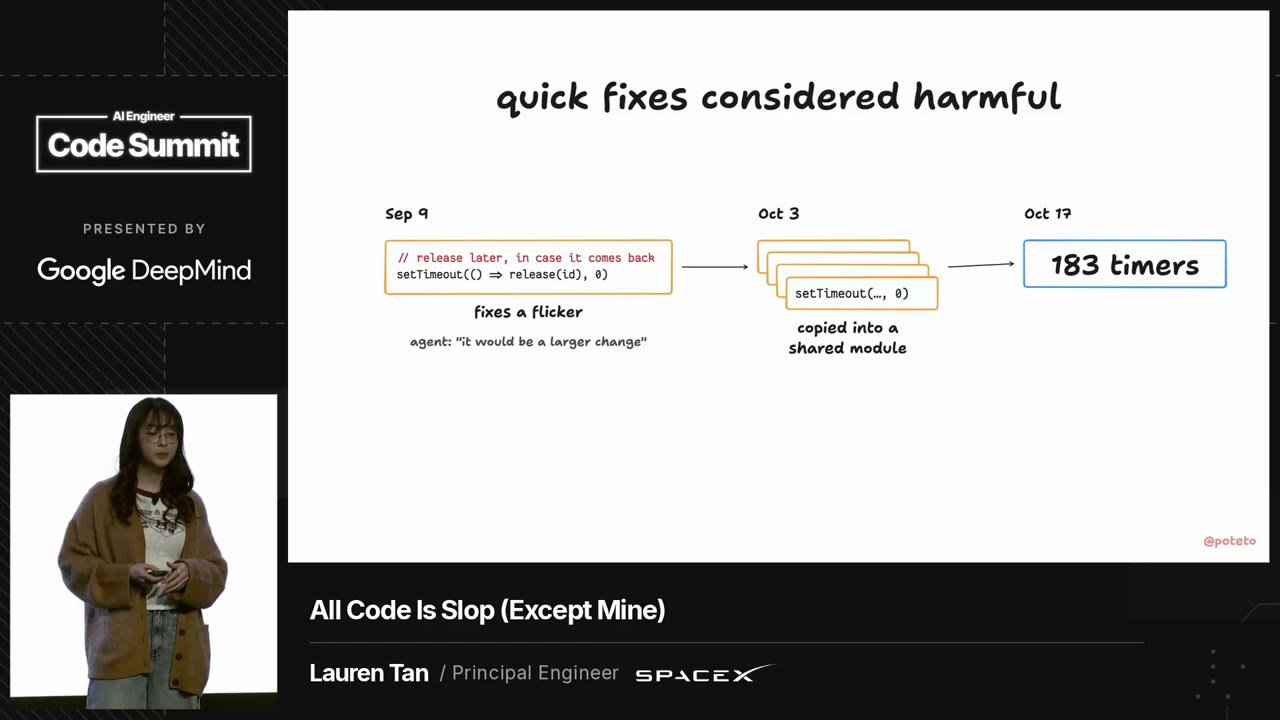 AI Engineer
Code Summit
PRESENTED BY
Google DeepMind
quick fixes considered harmful
Sep 9
// release later, in case it comes back
setTimeout(() => release(id), 0)
fixes a flicker
agent: "it would be a larger change"
Oct 3
setTimeout(…, 0)
copied into a
shared module
Oct 17
183 timers
@poteto
All Code Is Slop (Except Mine)
Lauren Tan / Principal Engineer SPACEX